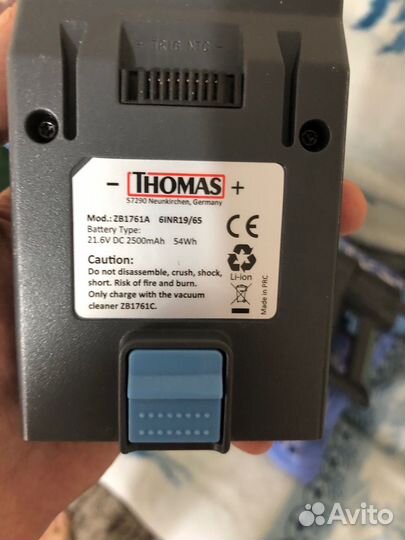 - TRIG NTC -
- THOMAS +
57290 Neunkirchen, Germany
Mod.: ZB1761A 6INR19/65
Battery Type:
21.6V DC 2500mAh 54Wh
CE
Caution:
Do not disassemble, crush, shock,
short. Risk of fire and burn.
Only charge with the vacuum
cleaner ZB1761C.
Li-ion
Made in PRC
Avito